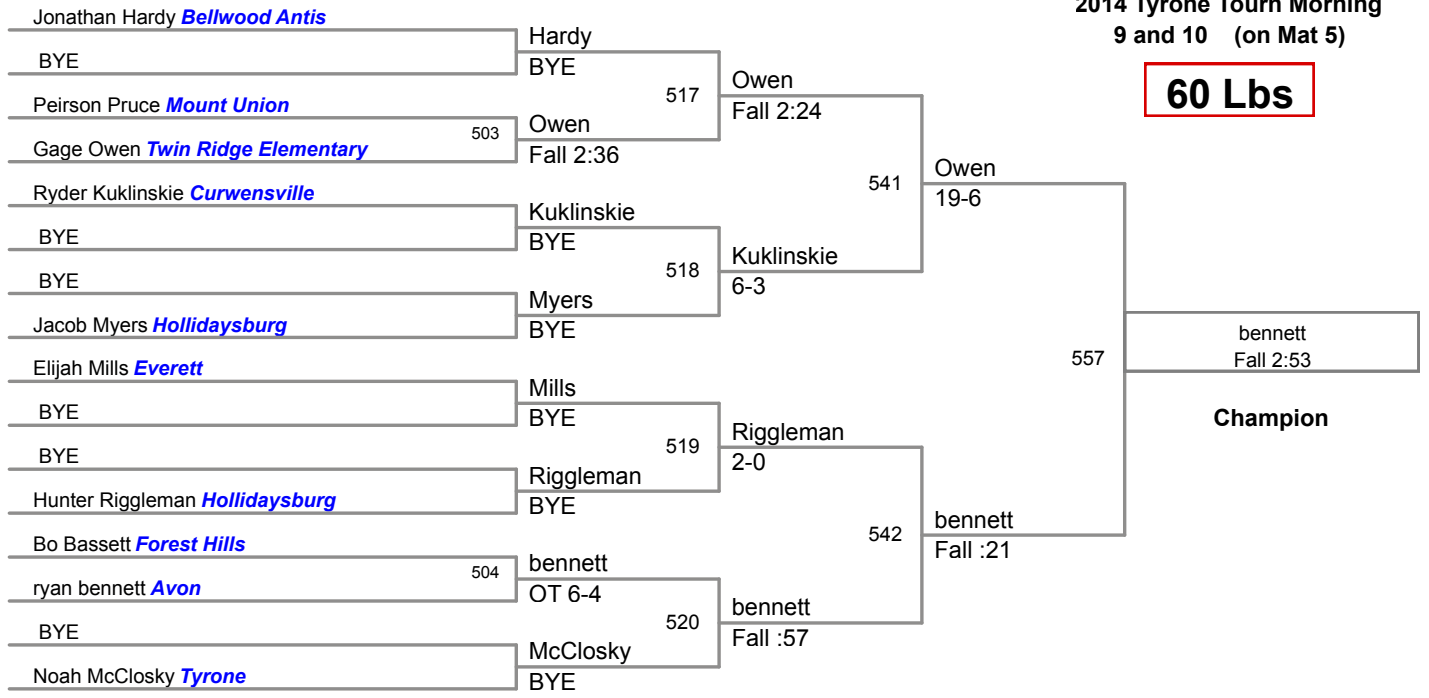 2014 Tyrone Tourn Morning
9 and 10 (on Mat 5)
60 Lbs
Jonathan Hardy Bellwood Antis
BYE
Peirson Pruce Mount Union
Gage Owen Twin Ridge Elementary
Ryder Kuklinskie Curwensville
BYE
BYE
Jacob Myers Hollidaysburg
Elijah Mills Everett
BYE
BYE
Hunter Riggleman Hollidaysburg
Bo Bassett Forest Hills
ryan bennett Avon
BYE
Noah McClosky Tyrone
503
504
Hardy
BYE
Owen
Fall 2:36
Kuklinskie
BYE
Myers
BYE
Mills
BYE
Riggleman
BYE
bennett
OT 6-4
McClosky
BYE
517
518
519
520
Owen
Fall 2:24
Kuklinskie
6-3
Riggleman
2-0
bennett
Fall :57
541
542
Owen
19-6
bennett
Fall :21
557
bennett
Fall 2:53
Champion